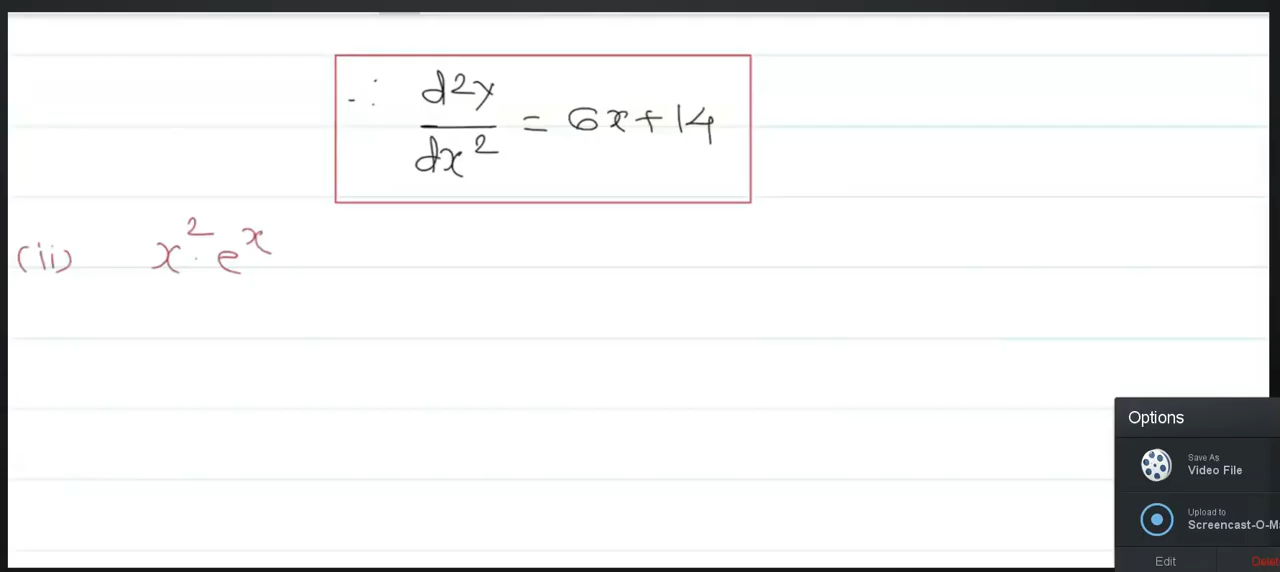 ∴ d2y/dx² = 6x+14
(ii) x²·eˣ
Options
Save As
Video File
Upload to
Edit